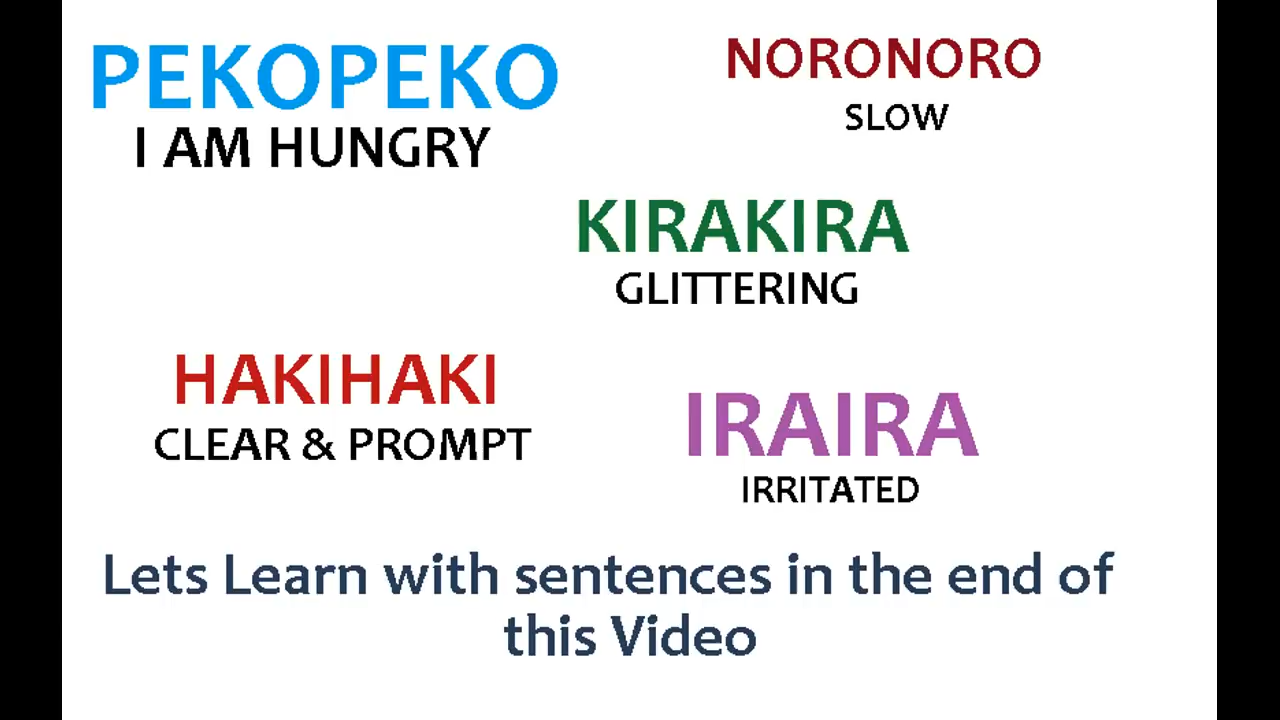 PEKOPEKO
I AM HUNGRY
NORONORO
SLOW
KIRAKIRA
GLITTERING
HAKIHAKI
CLEAR & PROMPT
IRAIRA
IRRITATED
Lets Learn with sentences in the end of
this Video